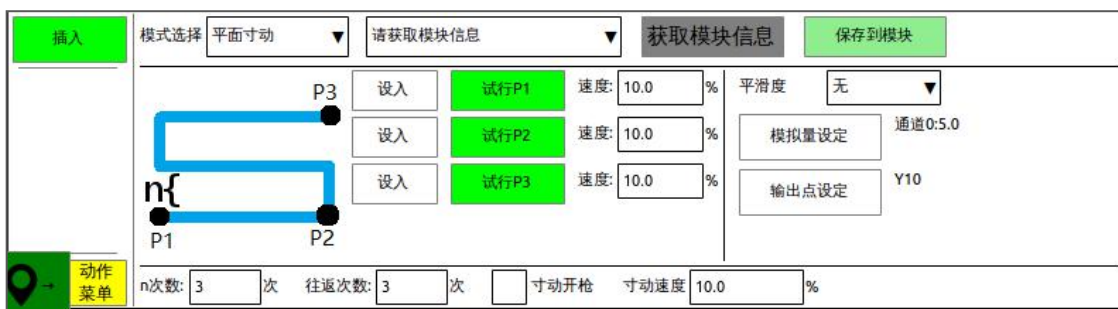 插入 模式选择 平面寸动 ▼ 请获取模块信息 ▼ 获取模块信息 保存到模块
P3 设入 试行P1 速度: 10.0 % 平滑度 无 ▼
设入 试行P2 速度: 10.0 % 模拟量设定 通道0:5.0
n{ 设入 试行P3 速度: 10.0 % 输出点设定 Y10
P1 P2
→ 动作
菜单 n次数: 3 次 往返次数: 3 次 寸动开枪 寸动速度 10.0 %